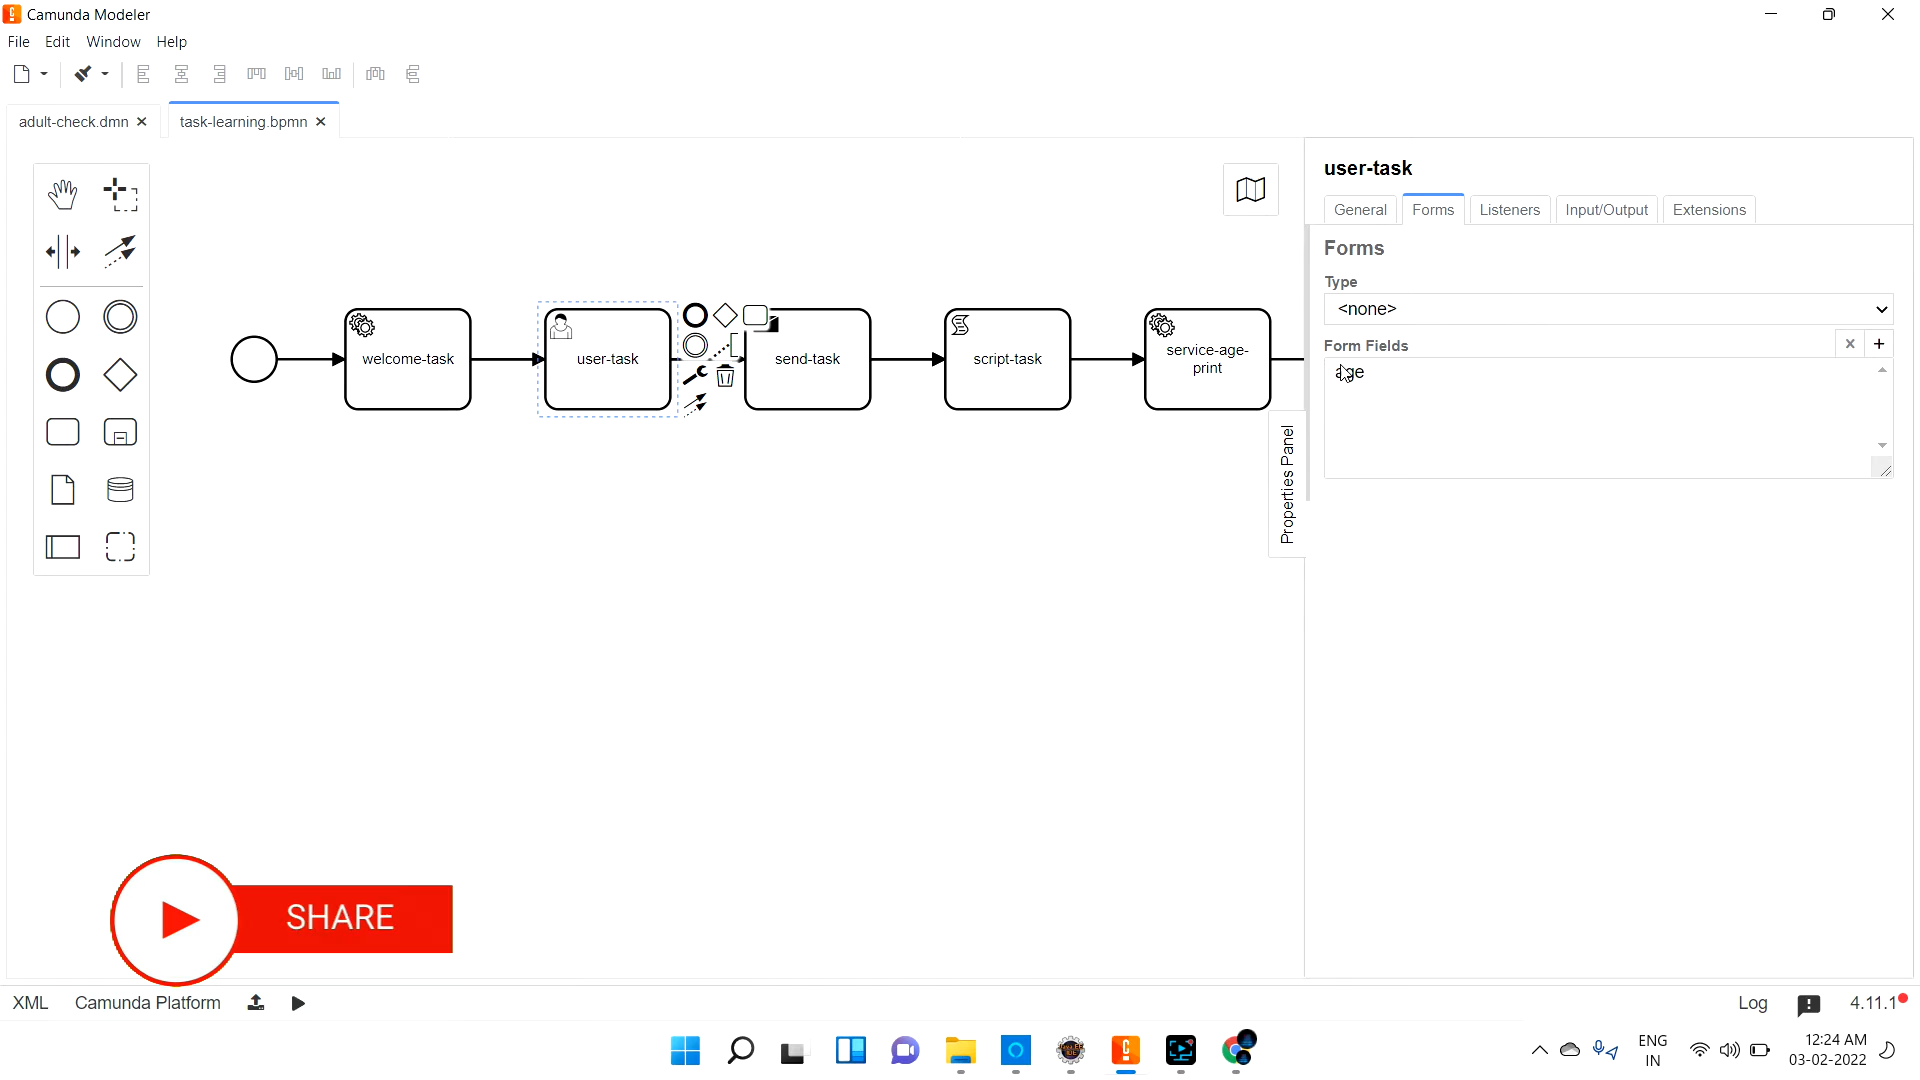 Camunda Modeler
File Edit Window Help
adult-check.dmn
task-learning.bpmn
user-task
General Forms Listeners Input/Output Extensions
Forms
Type
<none>
Form Fields
age
welcome-task
user-task
send-task
script-task
service-age-
print
Properties Panel
SHARE
XML Camunda Platform
Log
4.11.1
ENG
IN
12:24 AM
03-02-2022